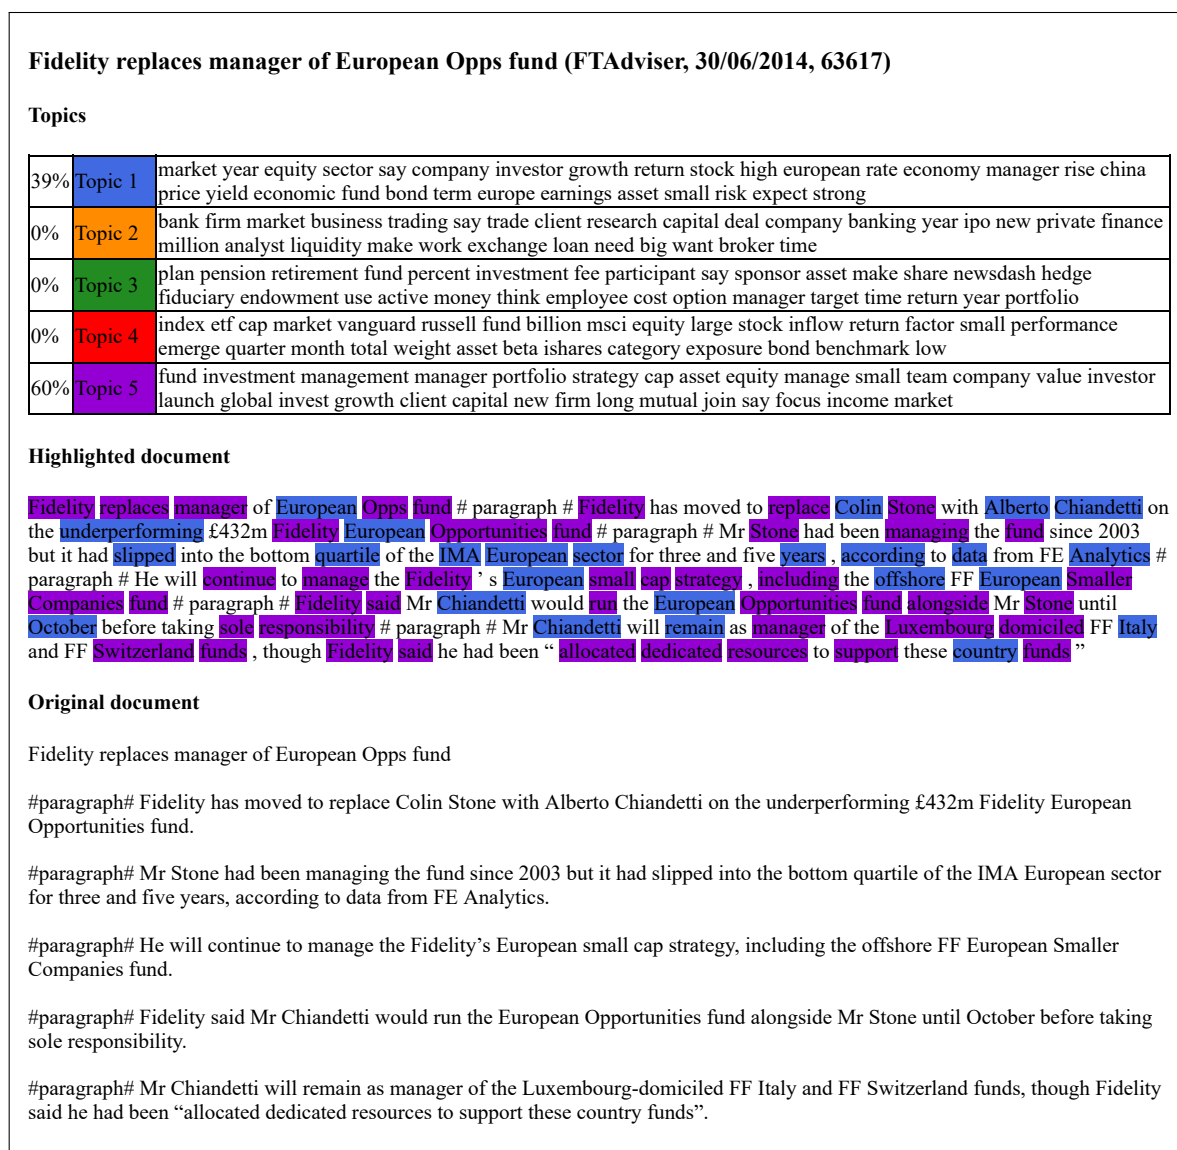 Fidelity replaces manager of European Opps fund (FTAdviser, 30/06/2014, 63617)
Topics
39% Topic 1 market year equity sector say company investor growth return stock high european rate economy manager rise china
price yield economic fund bond term europe earnings asset small risk expect strong
0% Topic 2 bank firm market business trading say trade client research capital deal company banking year ipo new private finance
million analyst liquidity make work exchange loan need big want broker time
0% Topic 3 plan pension retirement fund percent investment fee participant say sponsor asset make share newsdash hedge
fiduciary endowment use active money think employee cost option manager target time return year portfolio
0% Topic 4 index etf cap market vanguard russell fund billion msci equity large stock inflow return factor small performance
emerge quarter month total weight asset beta ishares category exposure bond benchmark low
60% Topic 5 fund investment management manager portfolio strategy cap asset equity manage small team company value investor
launch global invest growth client capital new firm long mutual join say focus income market
Highlighted document
Fidelity replaces manager of European Opps fund # paragraph # Fidelity has moved to replace Colin Stone with Alberto Chiandetti on
the underperforming £432m Fidelity European Opportunities fund # paragraph # Mr Stone had been managing the fund since 2003
but it had slipped into the bottom quartile of the IMA European sector for three and five years , according to data from FE Analytics #
paragraph # He will continue to manage the Fidelity ’ s European small cap strategy , including the offshore FF European Smaller
Companies fund # paragraph # Fidelity said Mr Chiandetti would run the European Opportunities fund alongside Mr Stone until
October before taking sole responsibility # paragraph # Mr Chiandetti will remain as manager of the Luxembourg domiciled FF Italy
and FF Switzerland funds , though Fidelity said he had been “ allocated dedicated resources to support these country funds ”
Original document
Fidelity replaces manager of European Opps fund
#paragraph# Fidelity has moved to replace Colin Stone with Alberto Chiandetti on the underperforming £432m Fidelity European
Opportunities fund.
#paragraph# Mr Stone had been managing the fund since 2003 but it had slipped into the bottom quartile of the IMA European sector
for three and five years, according to data from FE Analytics.
#paragraph# He will continue to manage the Fidelity’s European small cap strategy, including the offshore FF European Smaller
Companies fund.
#paragraph# Fidelity said Mr Chiandetti would run the European Opportunities fund alongside Mr Stone until October before taking
sole responsibility.
#paragraph# Mr Chiandetti will remain as manager of the Luxembourg-domiciled FF Italy and FF Switzerland funds, though Fidelity
said he had been “allocated dedicated resources to support these country funds”.